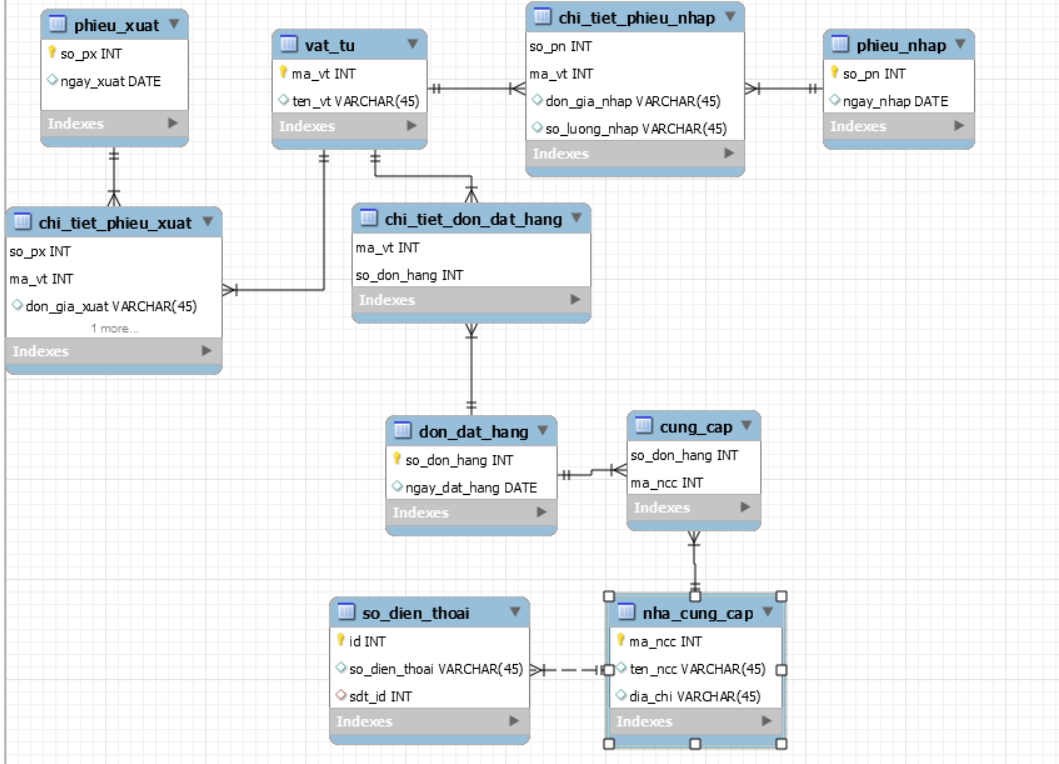 phieu_xuat
so_px INT
ngay_xuat DATE
Indexes
vat_tu
ma_vt INT
ten_vt VARCHAR(45)
Indexes
chi_tiet_phieu_nhap
so_pn INT
ma_vt INT
don_gia_nhap VARCHAR(45)
so_luong_nhap VARCHAR(45)
Indexes
phieu_nhap
so_pn INT
ngay_nhap DATE
Indexes
chi_tiet_phieu_xuat
so_px INT
ma_vt INT
don_gia_xuat VARCHAR(45)
1 more...
Indexes
chi_tiet_don_dat_hang
ma_vt INT
so_don_hang INT
Indexes
don_dat_hang
so_don_hang INT
ngay_dat_hang DATE
Indexes
cung_cap
so_don_hang INT
ma_ncc INT
Indexes
so_dien_thoai
id INT
so_dien_thoai VARCHAR(45)
sdt_id INT
Indexes
nha_cung_cap
ma_ncc INT
ten_ncc VARCHAR(45)
dia_chi VARCHAR(45)
Indexes